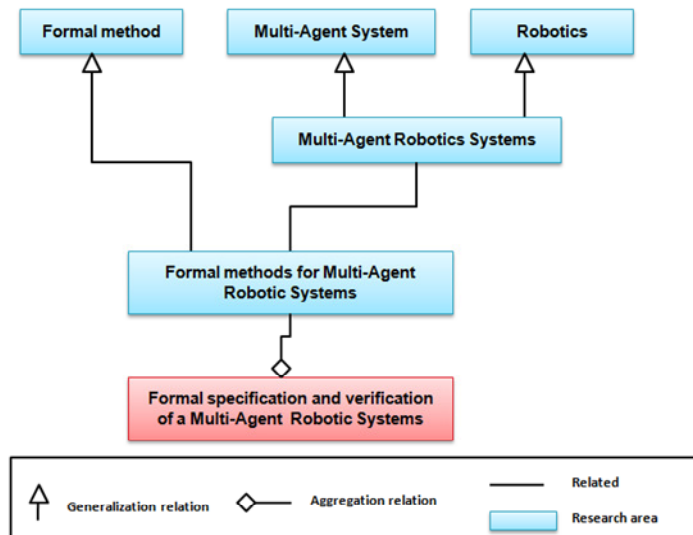 Formal method
Multi-Agent System
Robotics
Multi-Agent Robotics Systems
Formal methods for Multi-Agent
Robotic Systems
Formal specification and verification
of a Multi-Agent Robotic Systems
Generalization relation
Aggregation relation
Related
Research area